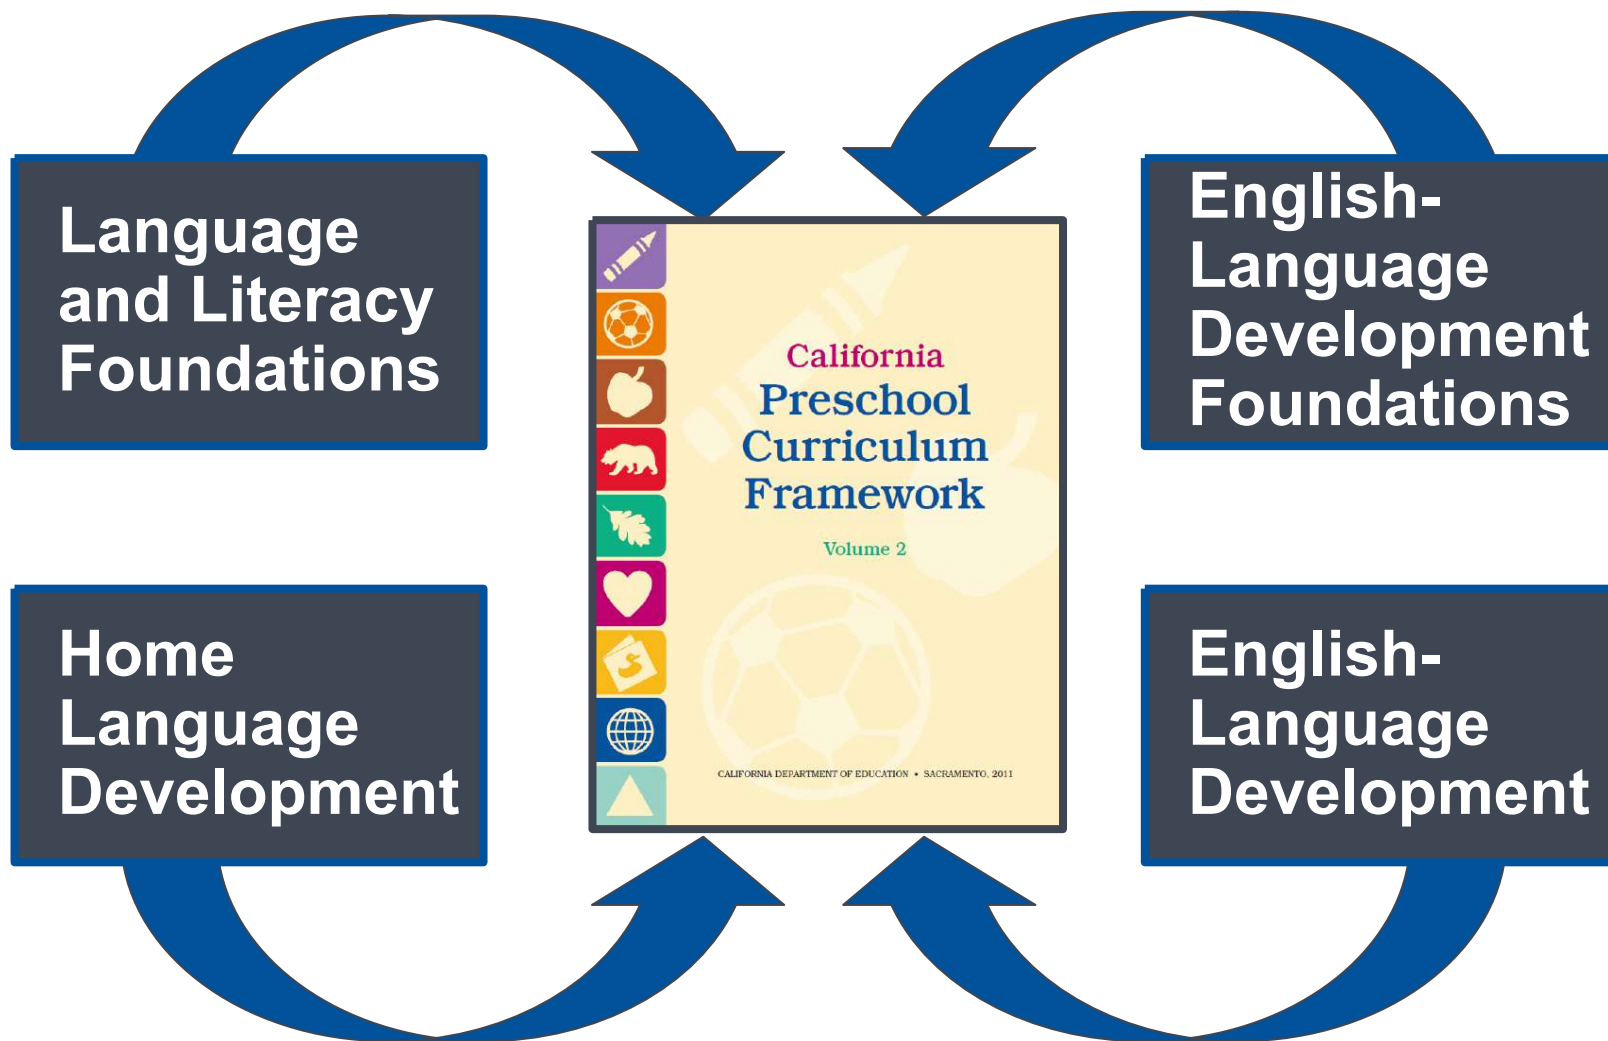 Language
and Literacy
Foundations
English-
Language
Development
Foundations
California
Preschool
Curriculum
Framework
Volume 2
CALIFORNIA DEPARTMENT OF EDUCATION • SACRAMENTO, 2011
Home
Language
Development
English-
Language
Development